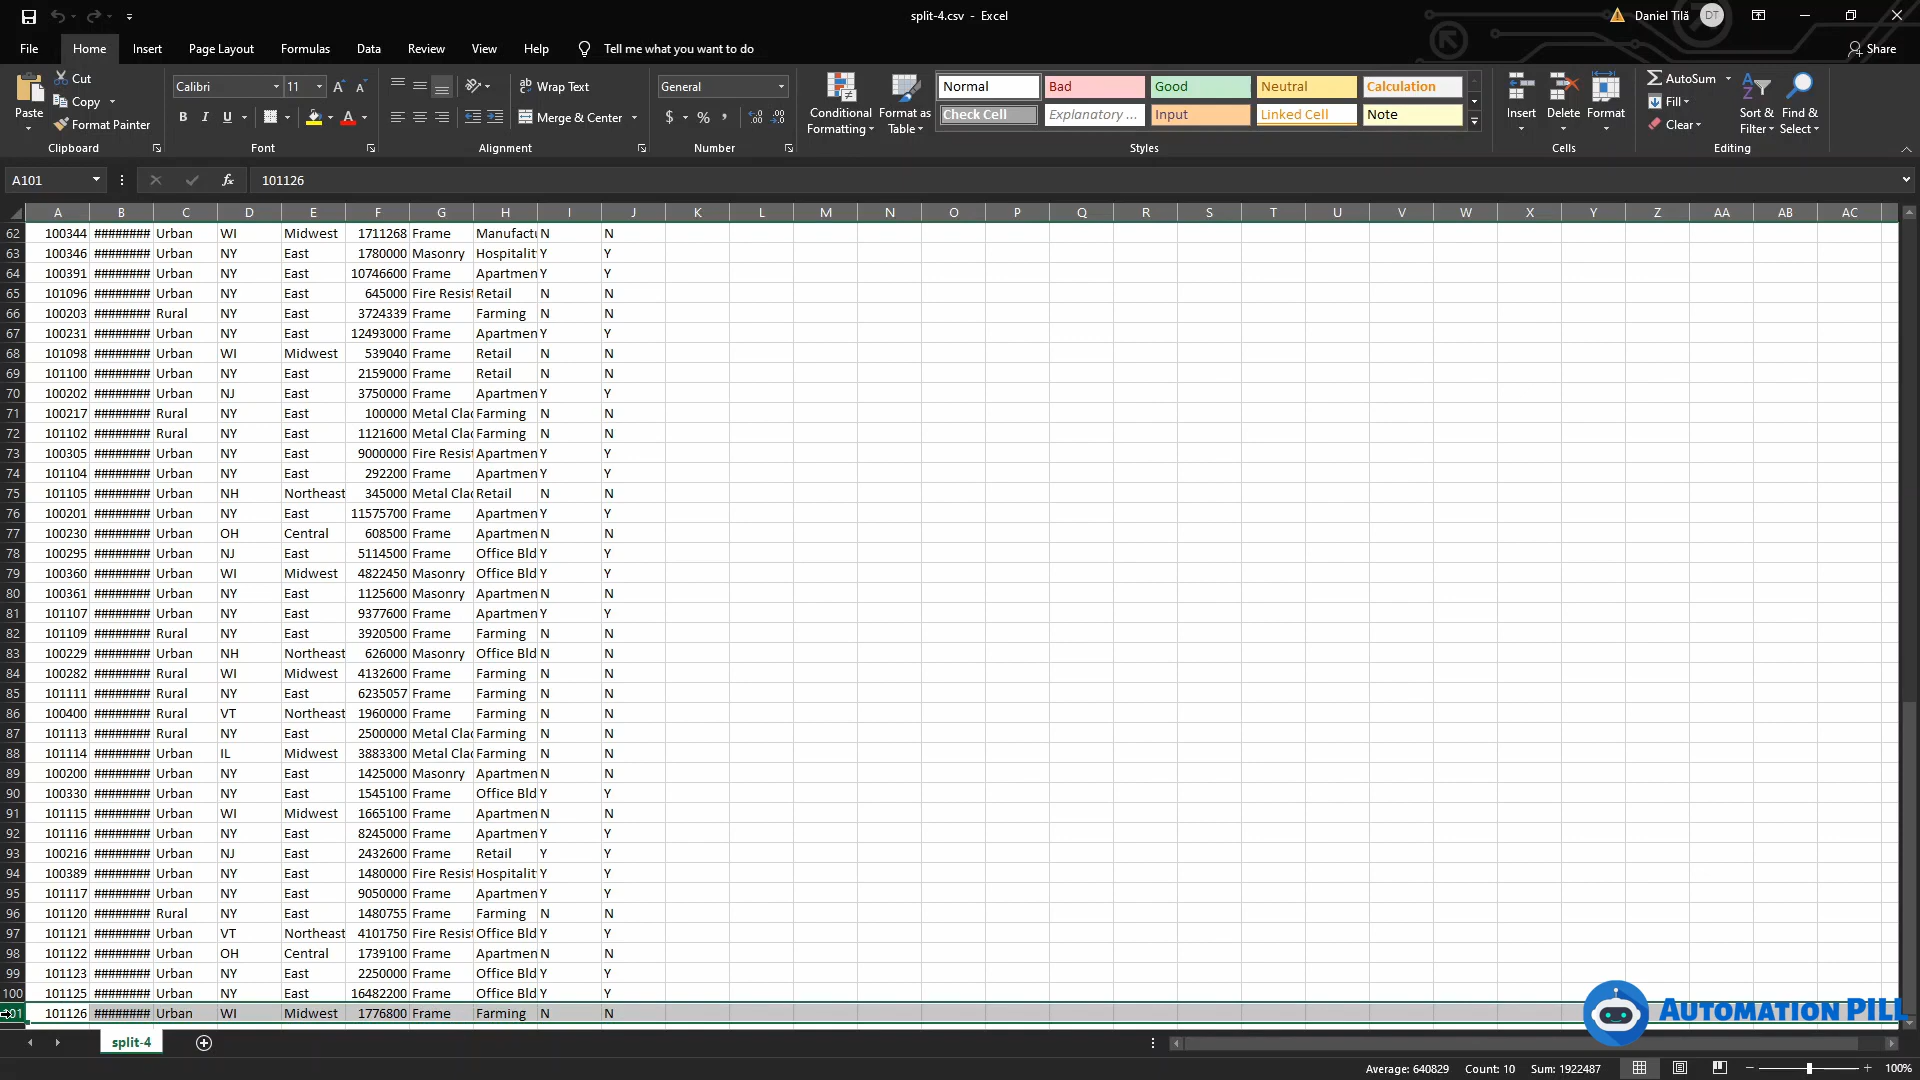 split-4.csv - Excel
Daniel Tilă
DT
File Home Insert Page Layout Formulas Data Review View Help Tell me what you want to do
Share
Paste
Cut
Copy
Format Painter
Clipboard
Calibri 11
B I U
Font
Wrap Text
Merge & Center
Alignment
General
$ % ,
Number
Conditional Formatting
Format as Table
Normal Bad Good Neutral Calculation
Check Cell Explanatory ... Input Linked Cell Note
Styles
Insert Delete Format
Cells
AutoSum
Fill
Clear
Sort & Filter
Find & Select
Editing
A101 fx 101126
A B C D E F G H I J K L M N O P Q R S T U V W X Y Z AA AB AC
62 100344 ######## Urban WI Midwest 1711268 Frame Manufactu N N
63 100346 ######## Urban NY East 1780000 Masonry Hospitalit Y Y
64 100391 ######## Urban NY East 10746600 Frame Apartmen Y Y
65 101096 ######## Urban NY East 645000 Fire Resist Retail N N
66 100203 ######## Rural NY East 3724339 Frame Farming N N
67 100231 ######## Urban NY East 12493000 Frame Apartmen Y Y
68 101098 ######## Urban WI Midwest 539040 Frame Retail N N
69 101100 ######## Urban NY East 2159000 Frame Retail N N
70 100202 ######## Urban NJ East 3750000 Frame Apartmen Y Y
71 100217 ######## Rural NY East 100000 Metal Clac Farming N N
72 101102 ######## Rural NY East 1121600 Metal Clac Farming N N
73 100305 ######## Urban NY East 9000000 Fire Resist Apartmen Y Y
74 101104 ######## Urban NY East 292200 Frame Apartmen Y Y
75 101105 ######## Urban NH Northeast 345000 Metal Clac Retail N N
76 100201 ######## Urban NY East 11575700 Frame Apartmen Y Y
77 100230 ######## Urban OH Central 608500 Frame Apartmen N N
78 100295 ######## Urban NJ East 5114500 Frame Office Bld Y Y
79 100360 ######## Urban WI Midwest 4822450 Masonry Office Bld Y Y
80 100361 ######## Urban NY East 1125600 Masonry Apartmen N N
81 101107 ######## Urban NY East 9377600 Frame Apartmen Y Y
82 101109 ######## Rural NY East 3920500 Frame Farming N N
83 100229 ######## Urban NH Northeast 626000 Masonry Office Bld N N
84 100282 ######## Rural WI Midwest 4132600 Frame Farming N N
85 101111 ######## Rural NY East 6235057 Frame Farming N N
86 100400 ######## Rural VT Northeast 1960000 Frame Farming N N
87 101113 ######## Rural NY East 2500000 Metal Clac Farming N N
88 101114 ######## Urban IL Midwest 3883300 Metal Clac Farming N N
89 100200 ######## Urban NY East 1425000 Masonry Apartmen N N
90 100330 ######## Urban NY East 1545100 Frame Office Bld Y Y
91 101115 ######## Urban WI Midwest 1665100 Frame Apartmen N N
92 101116 ######## Urban NY East 8245000 Frame Apartmen Y Y
93 100216 ######## Urban NJ East 2432600 Frame Retail Y Y
94 100389 ######## Urban NY East 1480000 Fire Resist Hospitalit Y Y
95 101117 ######## Urban NY East 9050000 Frame Apartmen Y Y
96 101120 ######## Rural NY East 1480755 Frame Farming N N
97 101121 ######## Urban VT Northeast 4101750 Fire Resist Office Bld Y Y
98 101122 ######## Urban OH Central 1739100 Frame Apartmen N N
99 101123 ######## Urban NY East 2250000 Frame Office Bld Y Y
100 101125 ######## Urban NY East 16482200 Frame Office Bld Y Y
101 101126 ######## Urban WI Midwest 1776800 Frame Farming N N
AUTOMATION PILL
split-4
Average: 640829 Count: 10 Sum: 1922487 100%